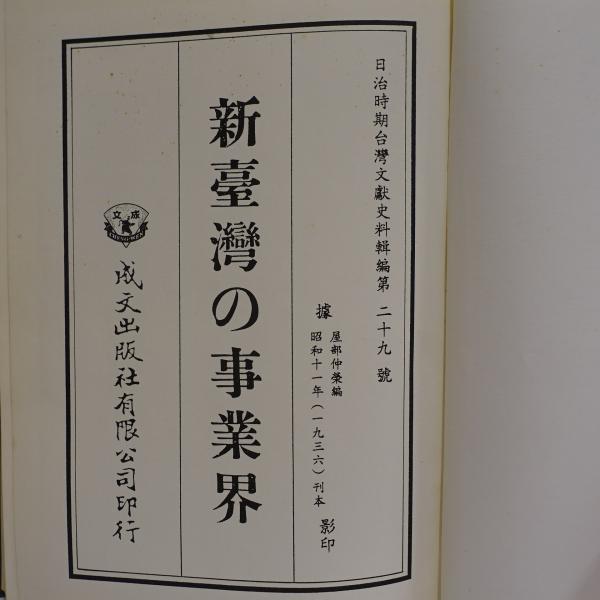 日治時期台灣文獻史料輯編第二十九號
據
屋部仲榮編
昭和十一年(一九三六)刊本
影印
新臺灣の事業界
文成
成文出版社有限公司印行